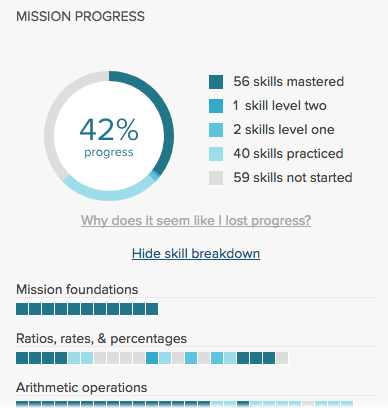 MISSION PROGRESS
42%
progress
56 skills mastered
1 skill level two
2 skills level one
40 skills practiced
59 skills not started
Why does it seem like I lost progress?
Hide skill breakdown
Mission foundations
Ratios, rates, & percentages
Arithmetic operations